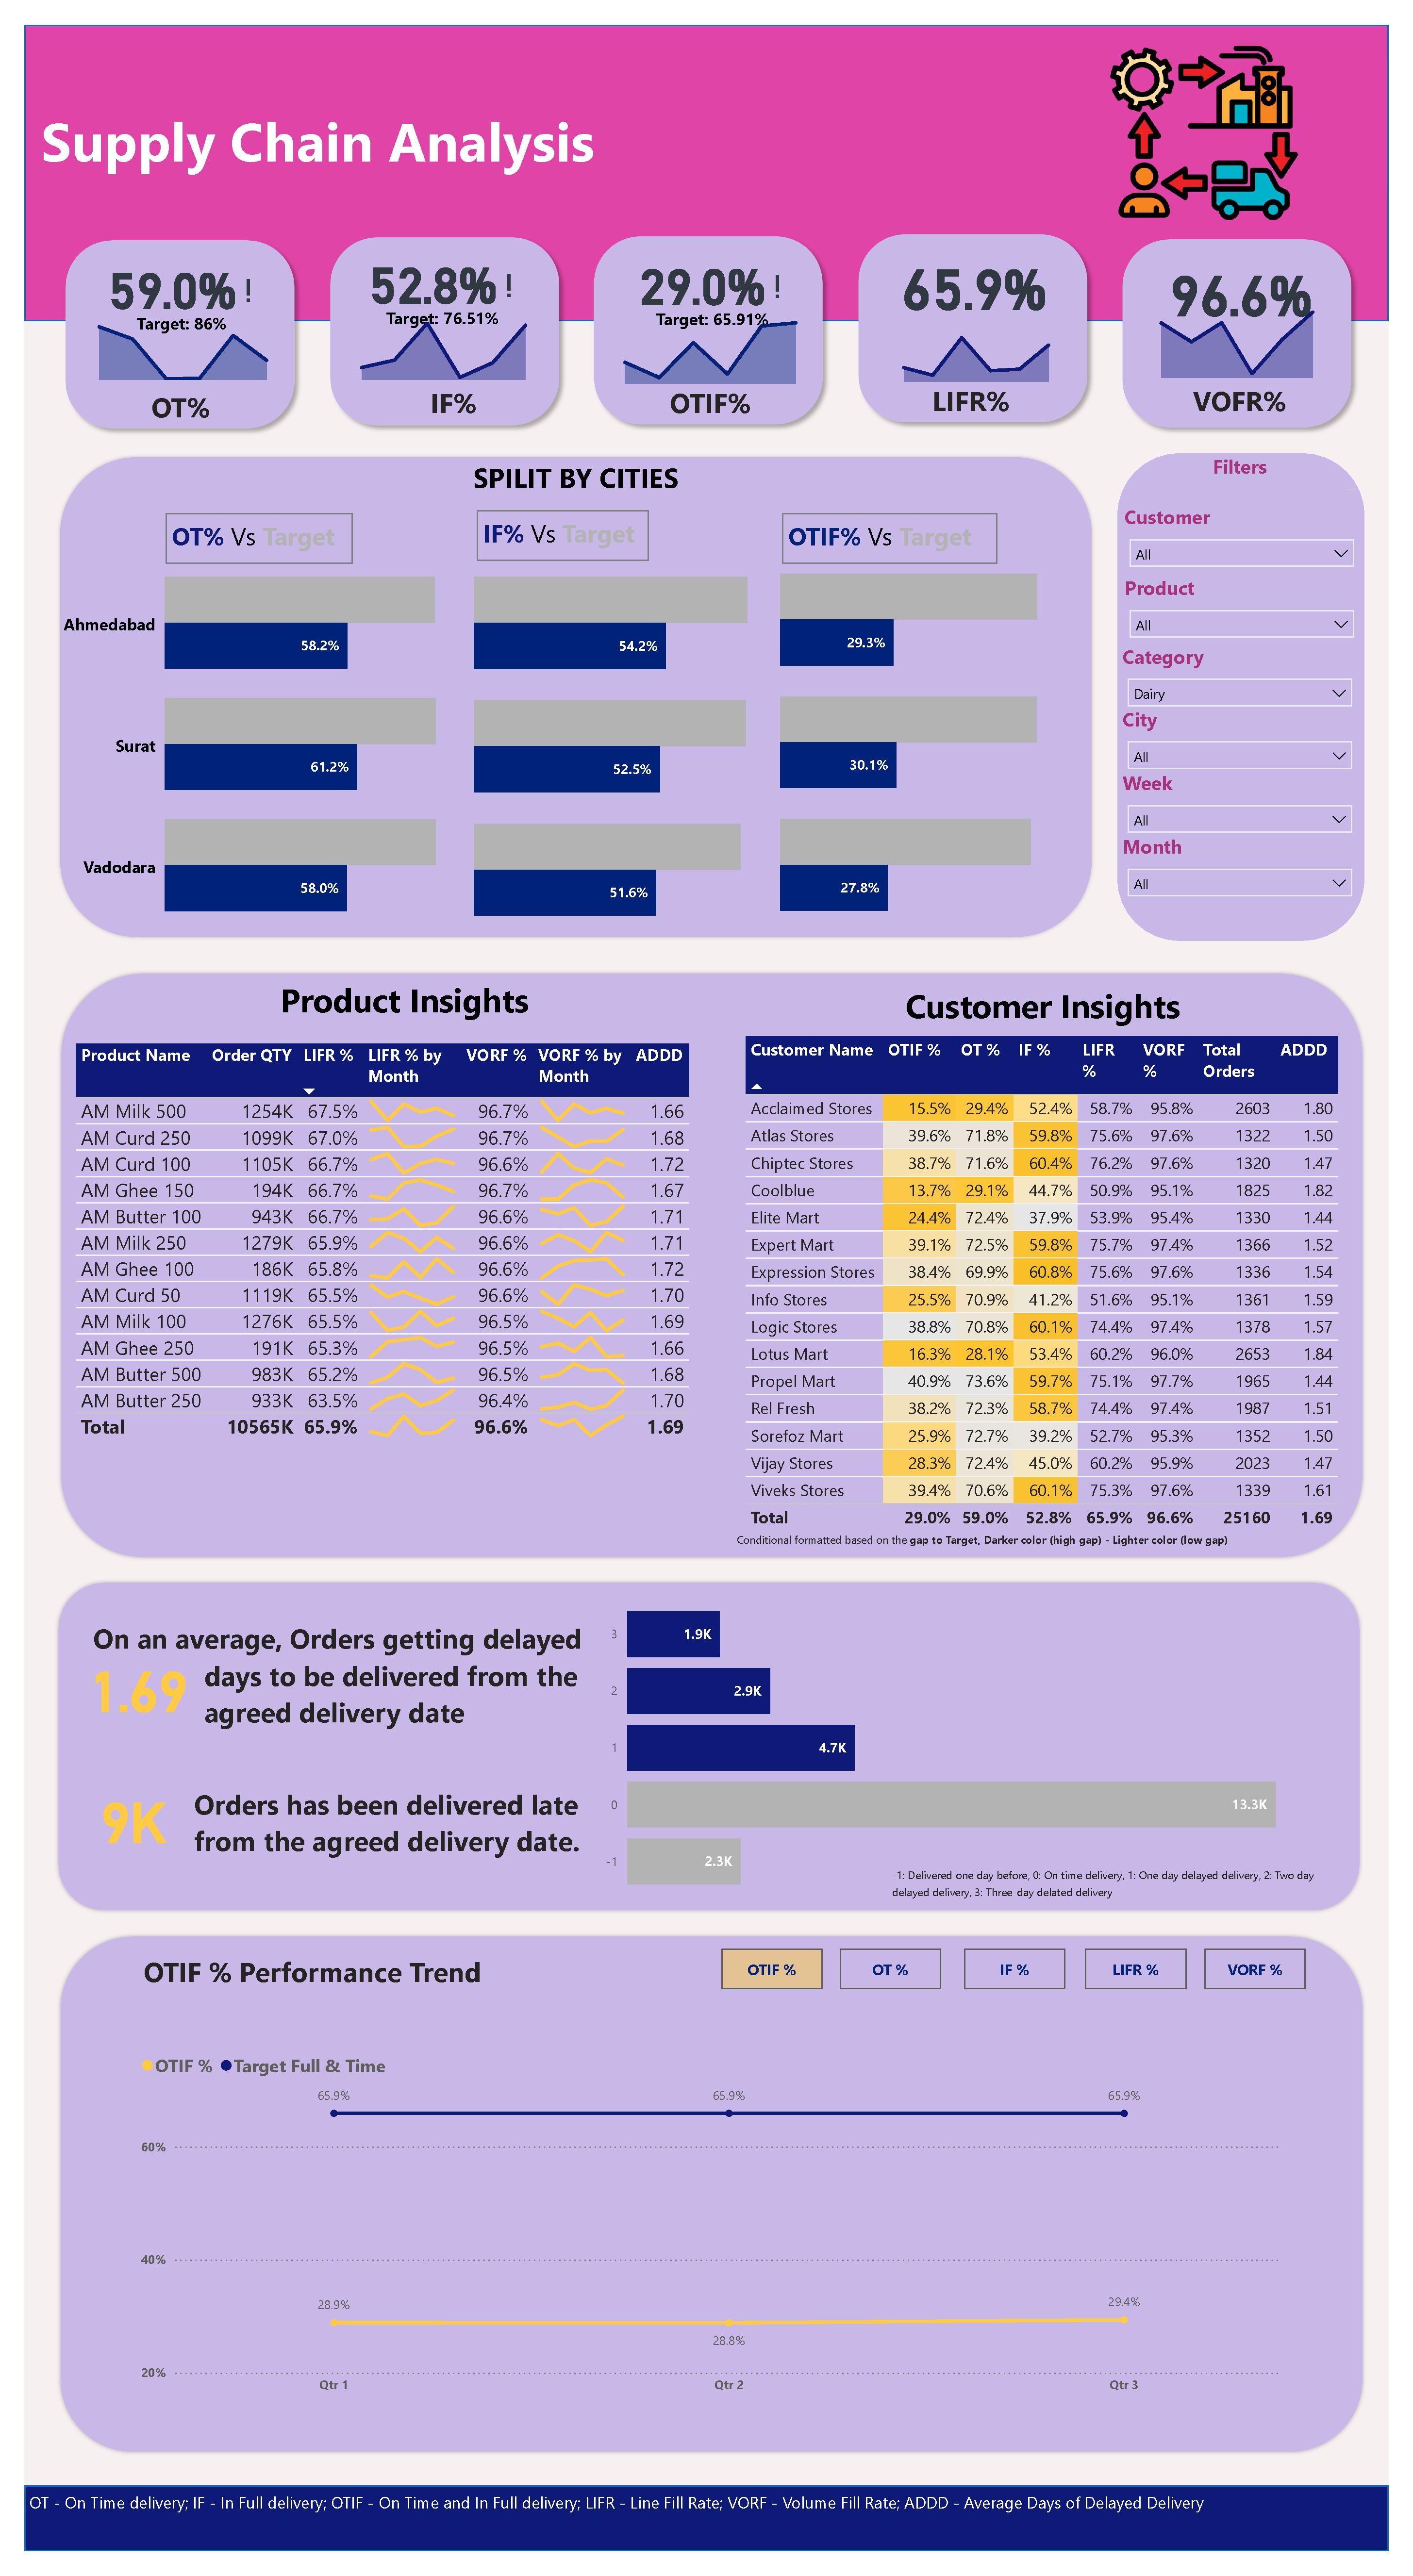 Supply Chain Analysis
59.0% !
Target: 86%
OT%
52.8% !
Target: 76.51%
IF%
29.0% !
Target: 65.91%
OTIF%
65.9%
LIFR%
96.6%
VOFR%
SPILIT BY CITIES
OT% Vs Target
IF% Vs Target
OTIF% Vs Target
Ahmedabad
58.2%
54.2%
29.3%
Surat
61.2%
52.5%
30.1%
Vadodara
58.0%
51.6%
27.8%
Filters
Customer
All
Product
All
Category
Dairy
City
All
Week
All
Month
All
Product Insights
Product Name Order QTY LIFR % LIFR % by Month VORF % VORF % by Month ADDD
AM Milk 500 1254K 67.5% 96.7% 1.66
AM Curd 250 1099K 67.0% 96.7% 1.68
AM Curd 100 1105K 66.7% 96.6% 1.72
AM Ghee 150 194K 66.7% 96.7% 1.67
AM Butter 100 943K 66.7% 96.6% 1.71
AM Milk 250 1279K 65.9% 96.6% 1.71
AM Ghee 100 186K 65.8% 96.6% 1.72
AM Curd 50 1119K 65.5% 96.6% 1.70
AM Milk 100 1276K 65.5% 96.5% 1.69
AM Ghee 250 191K 65.3% 96.5% 1.66
AM Butter 500 983K 65.2% 96.5% 1.68
AM Butter 250 933K 63.5% 96.4% 1.70
Total 10565K 65.9% 96.6% 1.69
Customer Insights
Customer Name OTIF % OT % IF % LIFR % VORF % Total Orders ADDD
Acclaimed Stores 15.5% 29.4% 52.4% 58.7% 95.8% 2603 1.80
Atlas Stores 39.6% 71.8% 59.8% 75.6% 97.6% 1322 1.50
Chiptec Stores 38.7% 71.6% 60.4% 76.2% 97.6% 1320 1.47
Coolblue 13.7% 29.1% 44.7% 50.9% 95.1% 1825 1.82
Elite Mart 24.4% 72.4% 37.9% 53.9% 95.4% 1330 1.44
Expert Mart 39.1% 72.5% 59.8% 75.7% 97.4% 1366 1.52
Expression Stores 38.4% 69.9% 60.8% 75.6% 97.6% 1336 1.54
Info Stores 25.5% 70.9% 41.2% 51.6% 95.1% 1361 1.59
Logic Stores 38.8% 70.8% 60.1% 74.4% 97.4% 1378 1.57
Lotus Mart 16.3% 28.1% 53.4% 60.2% 96.0% 2653 1.84
Propel Mart 40.9% 73.6% 59.7% 75.1% 97.7% 1965 1.44
Rel Fresh 38.2% 72.3% 58.7% 74.4% 97.4% 1987 1.51
Sorefoz Mart 25.9% 72.7% 39.2% 52.7% 95.3% 1352 1.50
Vijay Stores 28.3% 72.4% 45.0% 60.2% 95.9% 2023 1.47
Viveks Stores 39.4% 70.6% 60.1% 75.3% 97.6% 1339 1.61
Total 29.0% 59.0% 52.8% 65.9% 96.6% 25160 1.69
Conditional formatted based on the gap to Target, Darker color (high gap) - Lighter color (low gap)
On an average, Orders getting delayed
1.69 days to be delivered from the
agreed delivery date
9K Orders has been delivered late
from the agreed delivery date.
3 1.9K
2 2.9K
1 4.7K
0 13.3K
-1 2.3K
-1: Delivered one day before, 0: On time delivery, 1: One day delayed delivery, 2: Two day
delayed delivery, 3: Three-day delated delivery
OTIF % Performance Trend
OTIF %
OT %
IF %
LIFR %
VORF %
OTIF % Target Full & Time
65.9% 65.9% 65.9%
60%
40%
28.9% 28.8% 29.4%
20%
Qtr 1 Qtr 2 Qtr 3
OT - On Time delivery; IF - In Full delivery; OTIF - On Time and In Full delivery; LIFR - Line Fill Rate; VORF - Volume Fill Rate; ADDD - Average Days of Delayed Delivery